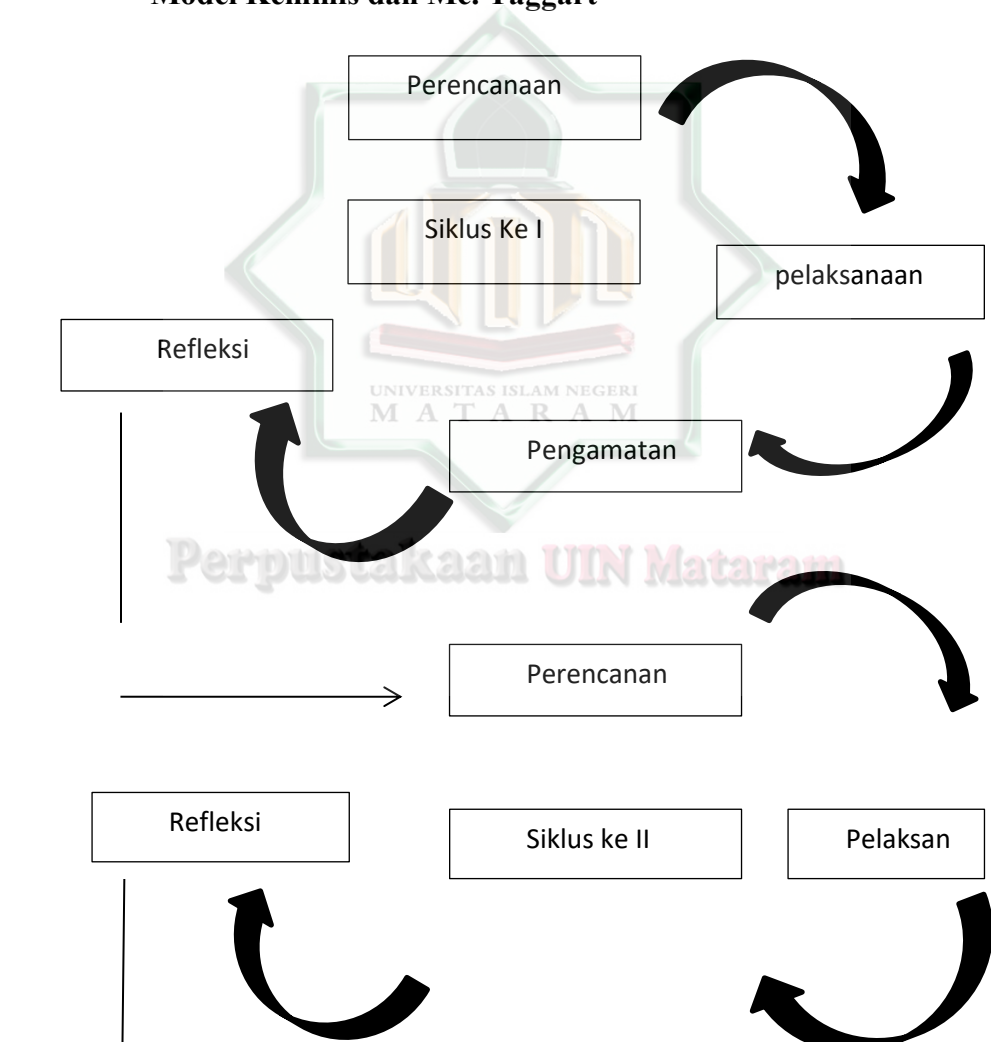 Model Kemmis dan Mc. Taggart
Perencanaan
Siklus Ke I
pelaksanaan
Refleksi
UNIVERSITAS ISLAM NEGERI
M A T A R A M
Pengamatan
Perpustakaan UIN Mataram
Perencanan
Refleksi
Siklus ke II
Pelaksan